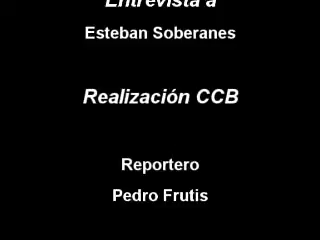 Entrevista a
Esteban Soberanes
Realización CCB
Reportero
Pedro Frutis